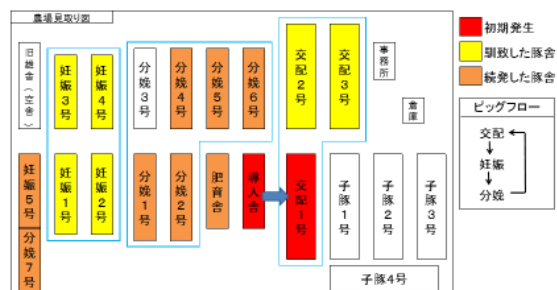 農場見取り図
旧雄舎（空舎）
妊娠3号
妊娠4号
分娩3号
分娩4号
分娩5号
分娩6号
交配2号
交配3号
事務所
倉庫
妊娠5号
分娩7号
妊娠1号
妊娠2号
分娩1号
分娩2号
肥育舎
導入舎
交配1号
子豚1号
子豚2号
子豚3号
子豚4号
初期発生
馴致した豚舎
続発した豚舎
ピッグフロー
交配
妊娠
分娩